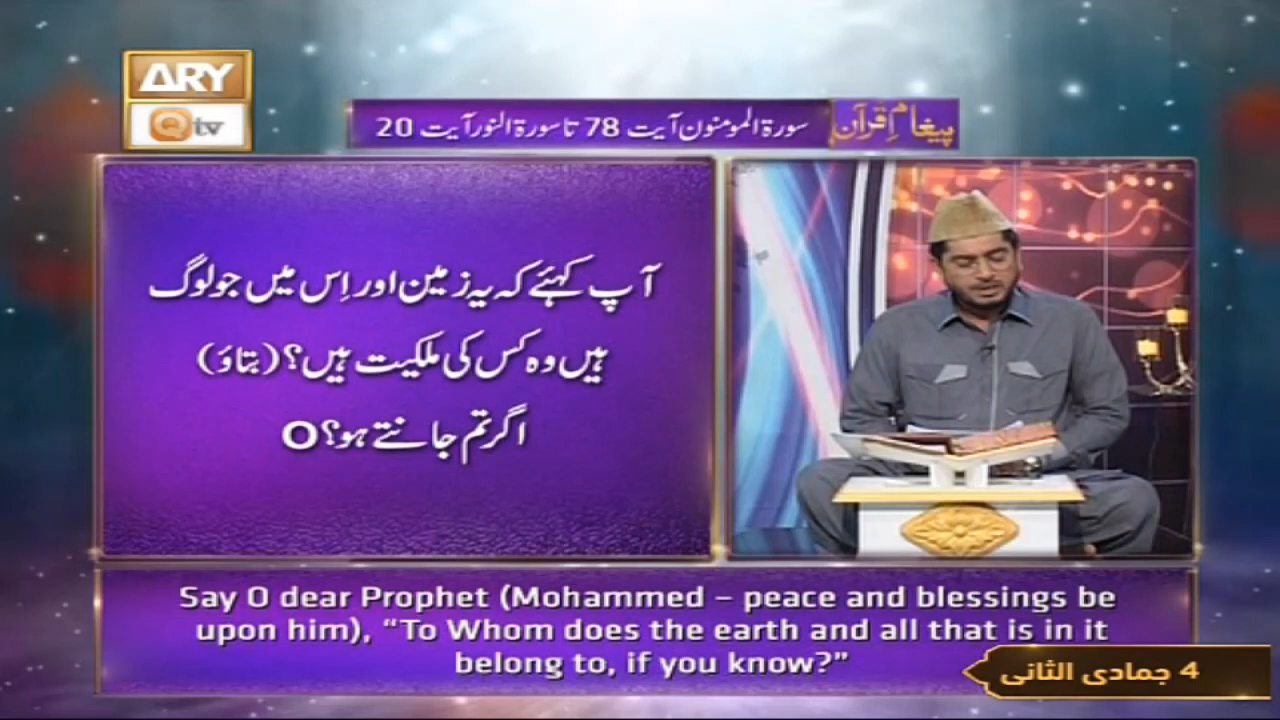 ARY
Qtv
پیغامِ قرآن
سورۃ المومنون آیت 78 تا سورۃ النور آیت 20
آپ کہئے کہ یہ زمین اور اِس میں جو لوگ
ہیں وہ کس کی ملکیت ہیں؟ (بتاؤ)
اگر تم جانتے ہو؟O
Say O dear Prophet (Mohammed – peace and blessings be
upon him), “To Whom does the earth and all that is in it
belong to, if you know?”
4 جمادی الثانی